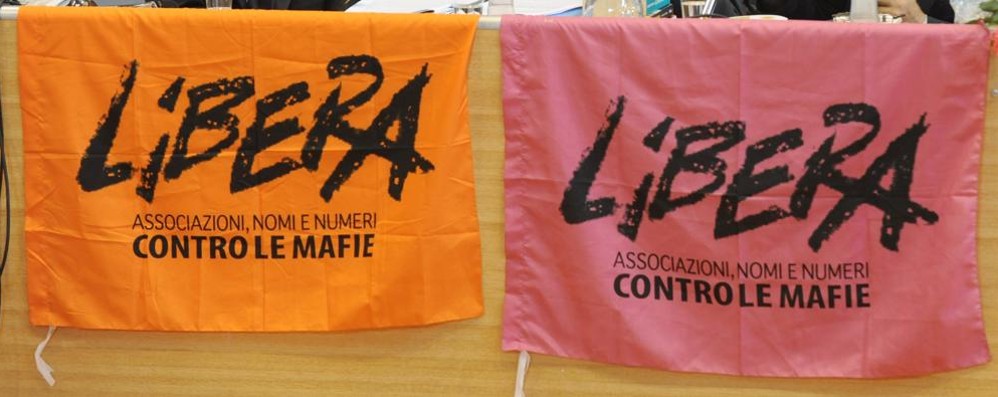 LiBERA
ASSOCIAZIONI, NOMI E NUMERI
CONTRO LE MAFIE
LiBERA
ASSOCIAZIONI, NOMI E NUMERI
CONTRO LE MAFIE